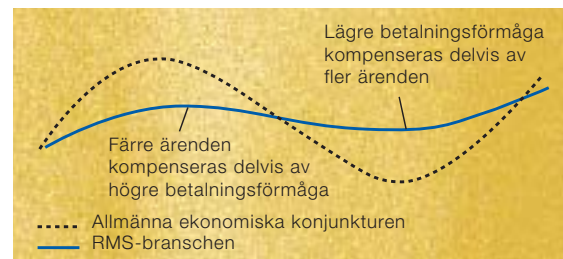 Lägre betalningsförmåga
kompenseras delvis av
fler ärenden
Färre ärenden
kompenseras delvis av
högre betalningsförmåga
Allmänna ekonomiska konjunkturen
RMS-branschen